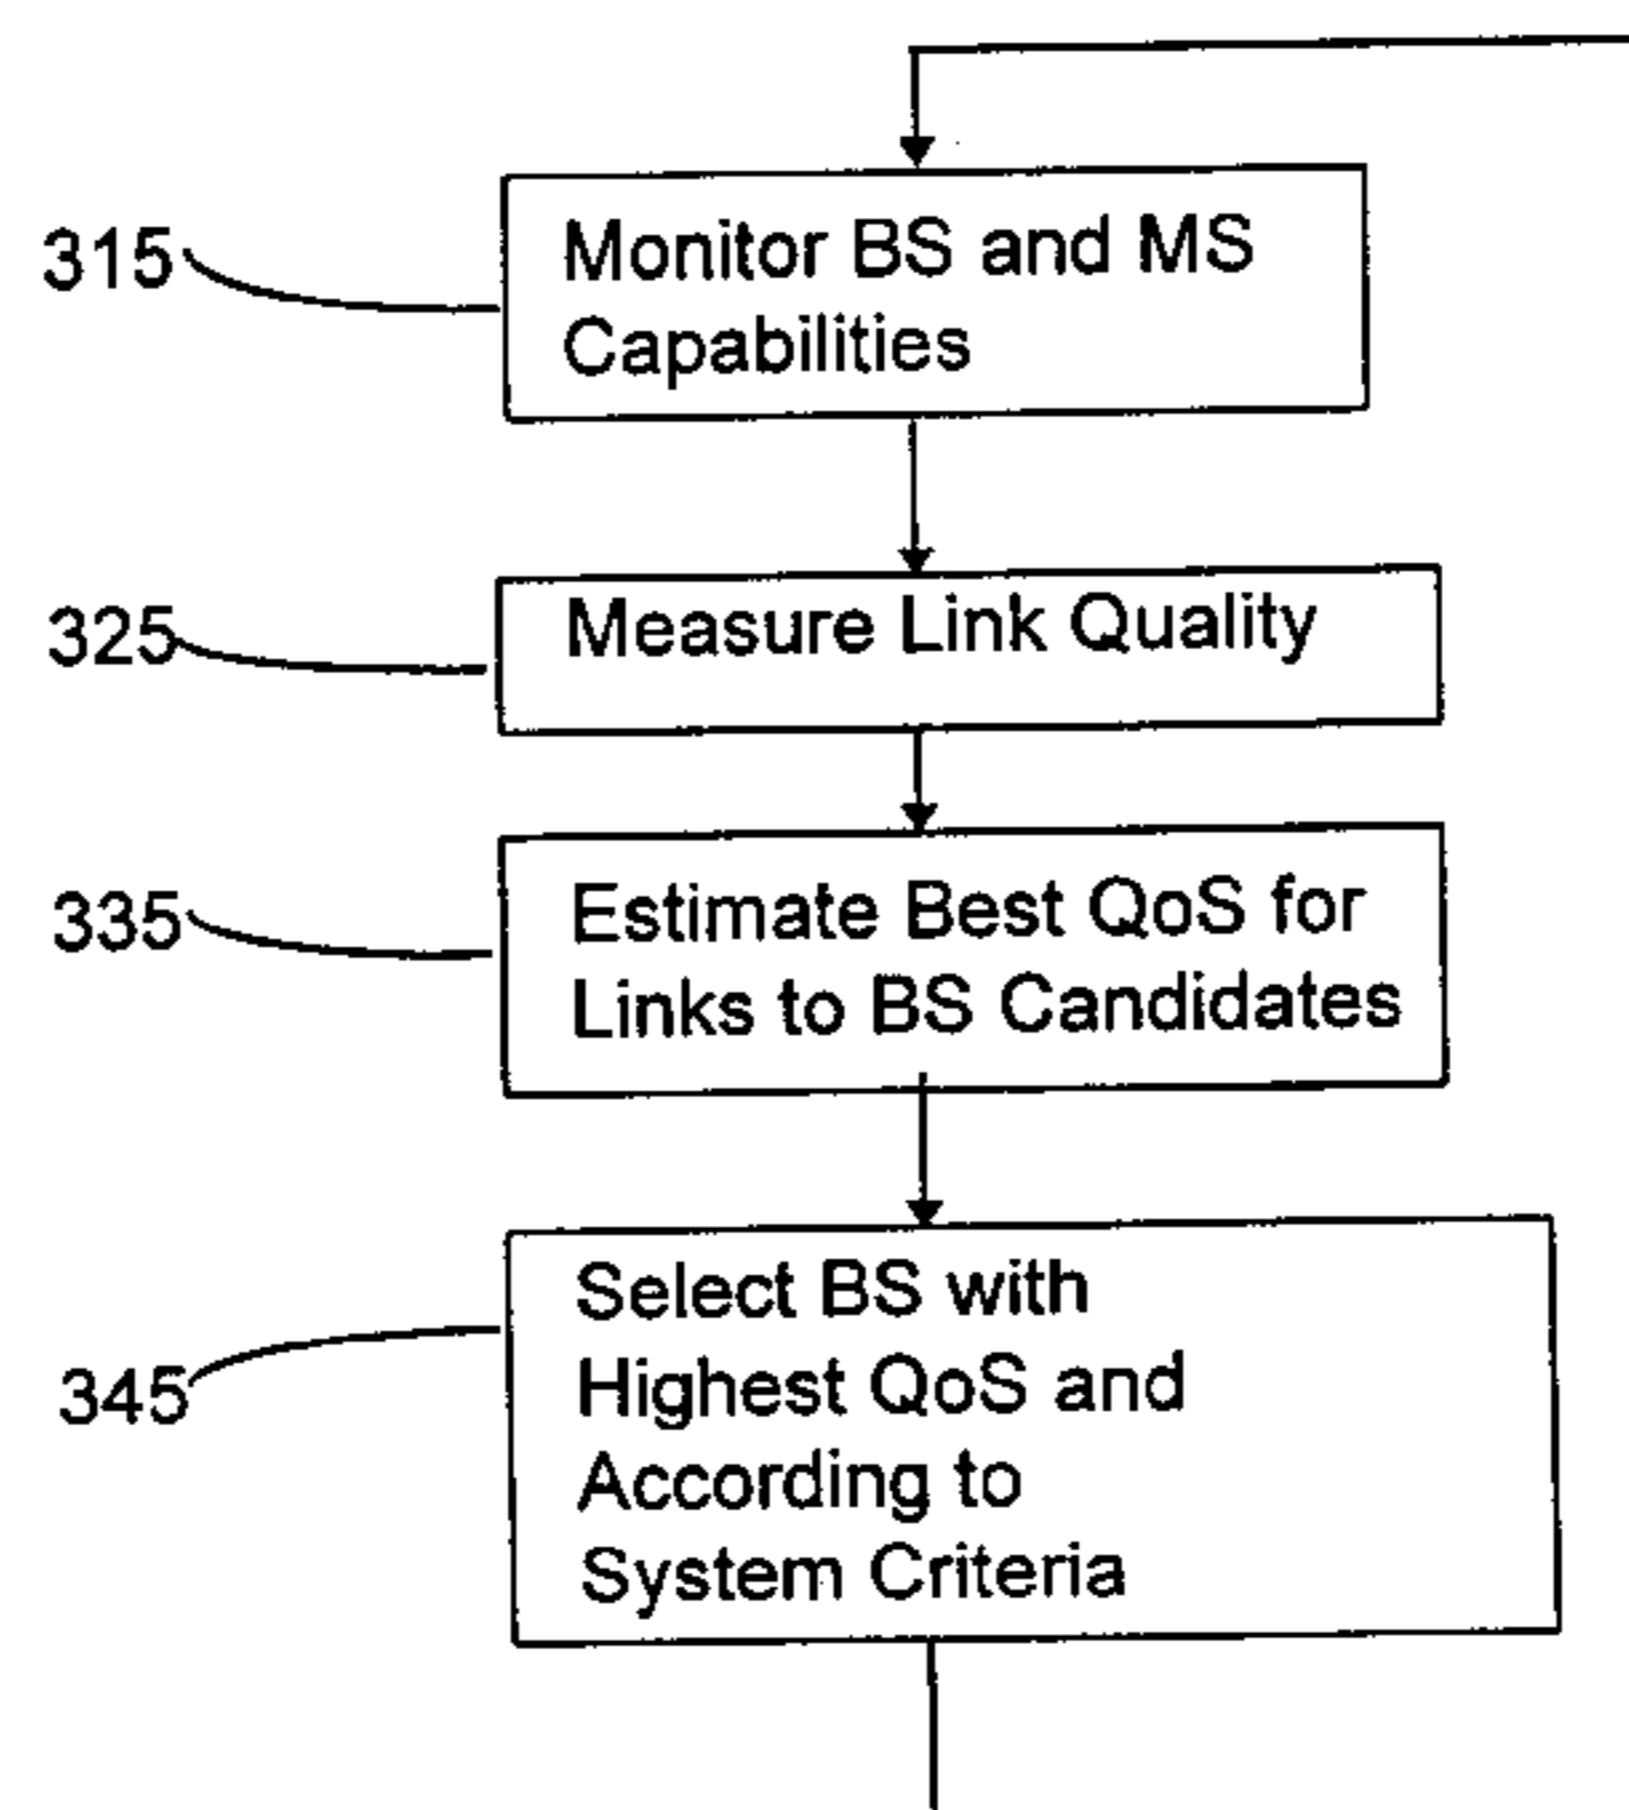 315
Monitor BS and MS
Capabilities
325
Measure Link Quality
335
Estimate Best QoS for
Links to BS Candidates
345
Select BS with
Highest QoS and
According to
System Criteria